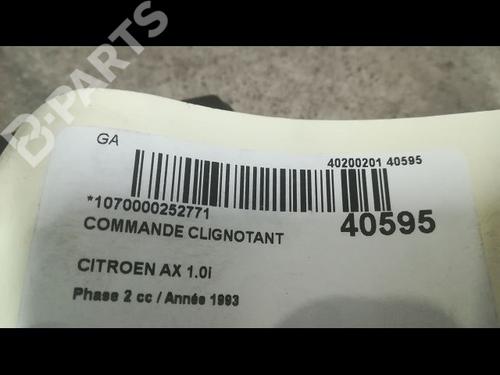 B-PARTS
GA
40200201 40595
*1070000252771
40595
COMMANDE CLIGNOTANT
CITROEN AX 1.0i
Phase 2 cc / Année 1993